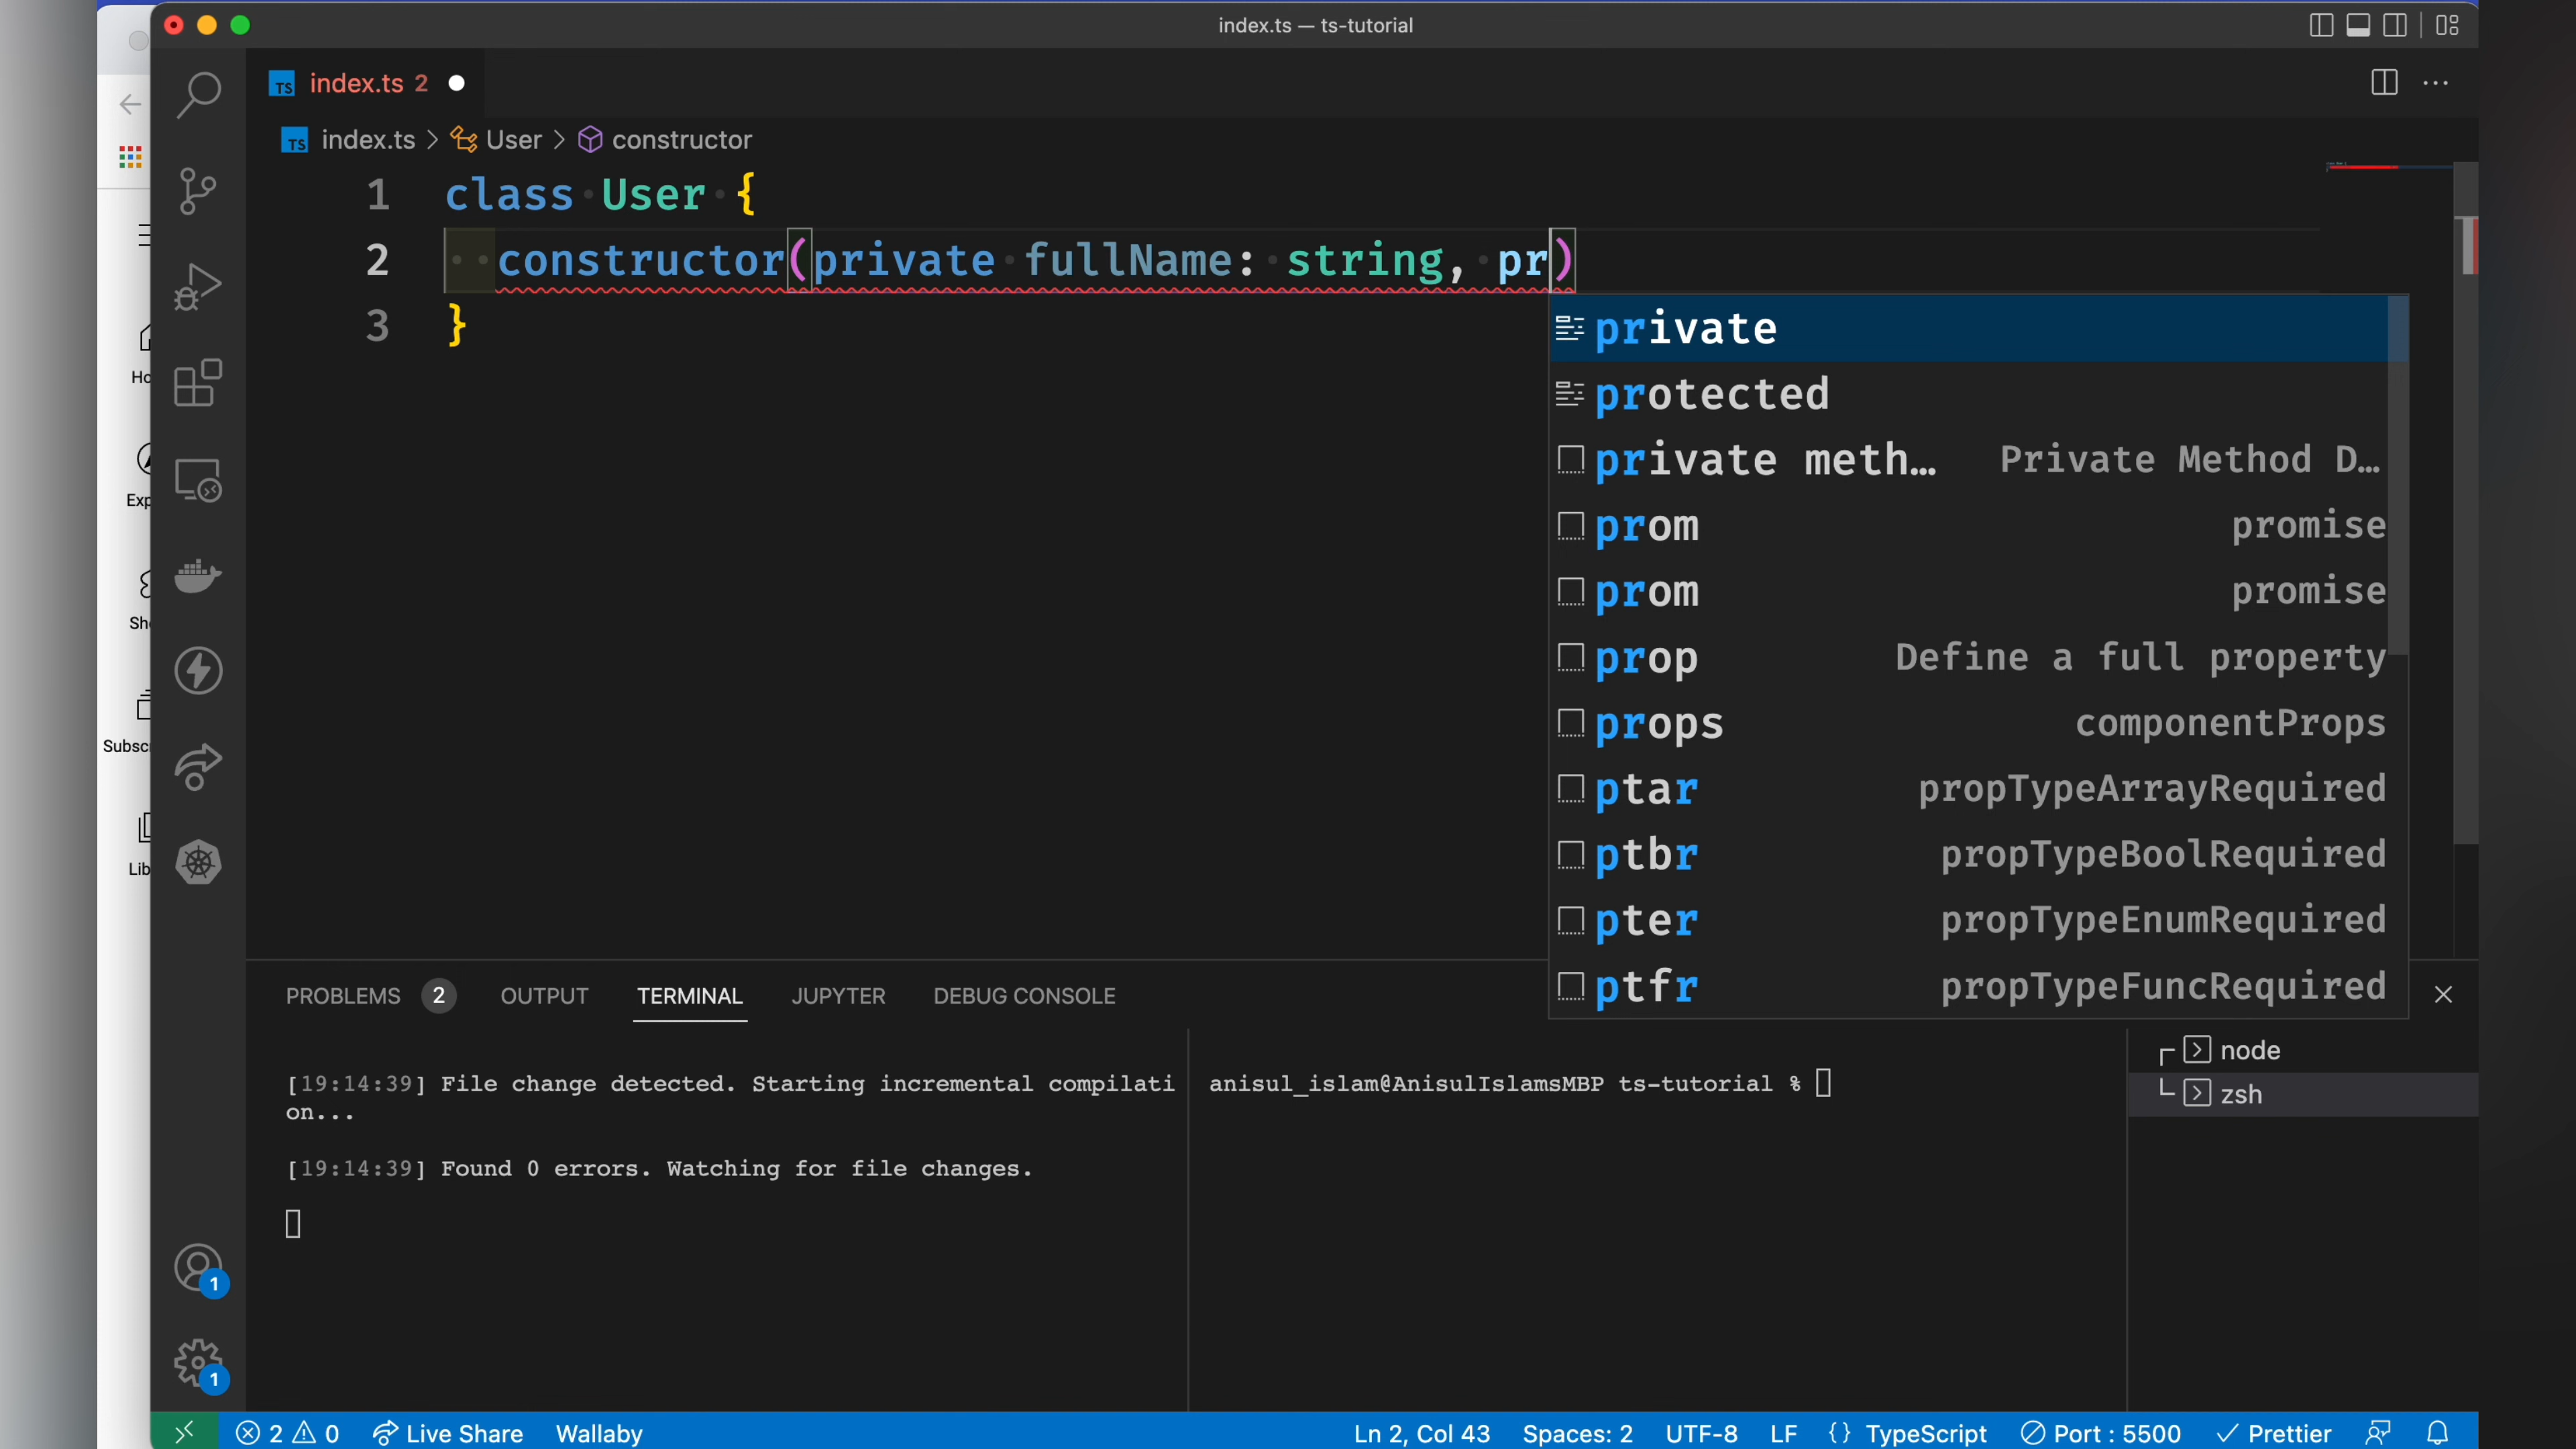 index.ts — ts-tutorial
TS index.ts 2
TS index.ts > User > constructor
1 class User {
2 constructor(private fullName: string, pr)
3 }
private
protected
private meth… Private Method D…
prom promise
prom promise
prop Define a full property
props componentProps
ptar propTypeArrayRequired
ptbr propTypeBoolRequired
pter propTypeEnumRequired
ptfr propTypeFuncRequired
Ho
Exp
Sho
Subsc
Lib
PROBLEMS 2 OUTPUT TERMINAL JUPYTER DEBUG CONSOLE
[19:14:39] File change detected. Starting incremental compilati
on...
[19:14:39] Found 0 errors. Watching for file changes.
anisul_islam@AnisulIslamsMBP ts-tutorial %
node
zsh
1
1
2 0 Live Share Wallaby Ln 2, Col 43 Spaces: 2 UTF-8 LF {} TypeScript Port : 5500 Prettier